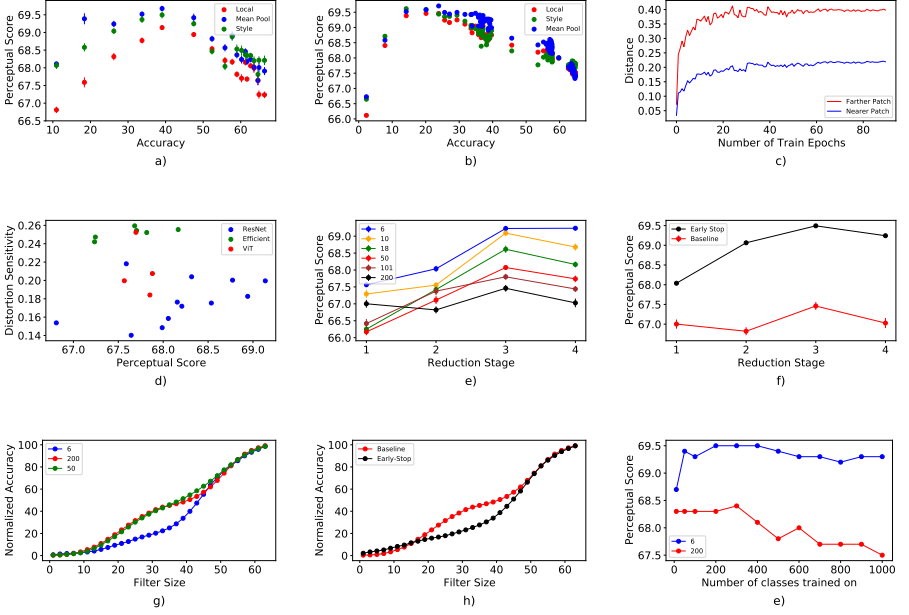 69.5
69.0
68.5
68.0
67.5
67.0
66.5
Perceptual Score
Local
Mean Pool
Style
10
20
30
40
50
60
Accuracy
a)
69.5
69.0
68.5
68.0
67.5
67.0
66.5
66.0
Perceptual Score
Local
Style
Mean Pool
0
10
20
30
40
50
60
Accuracy
b)
0.40
0.35
0.30
0.25
0.20
0.15
0.10
0.05
Distance
Farther Patch
Nearer Patch
0
20
40
60
80
Number of Train Epochs
c)
0.26
0.24
0.22
0.20
0.18
0.16
0.14
Distortion Sensitivity
ResNet
Efficient
ViT
67.0
67.5
68.0
68.5
69.0
Perceptual Score
d)
69.0
68.5
68.0
67.5
67.0
66.5
66.0
Perceptual Score
6
10
18
50
101
200
1
2
3
4
Reduction Stage
e)
69.5
69.0
68.5
68.0
67.5
67.0
Perceptual Score
Early Stop
Baseline
1
2
3
4
Reduction Stage
f)
100
80
60
40
20
0
Normalized Accuracy
6
200
50
0
10
20
30
40
50
60
Filter Size
g)
100
80
60
40
20
0
Normalized Accuracy
Baseline
Early-Stop
0
10
20
30
40
50
60
Filter Size
h)
69.5
69.0
68.5
68.0
67.5
Perceptual Score
6
200
0
200
400
600
800
1000
Number of classes trained on
e)